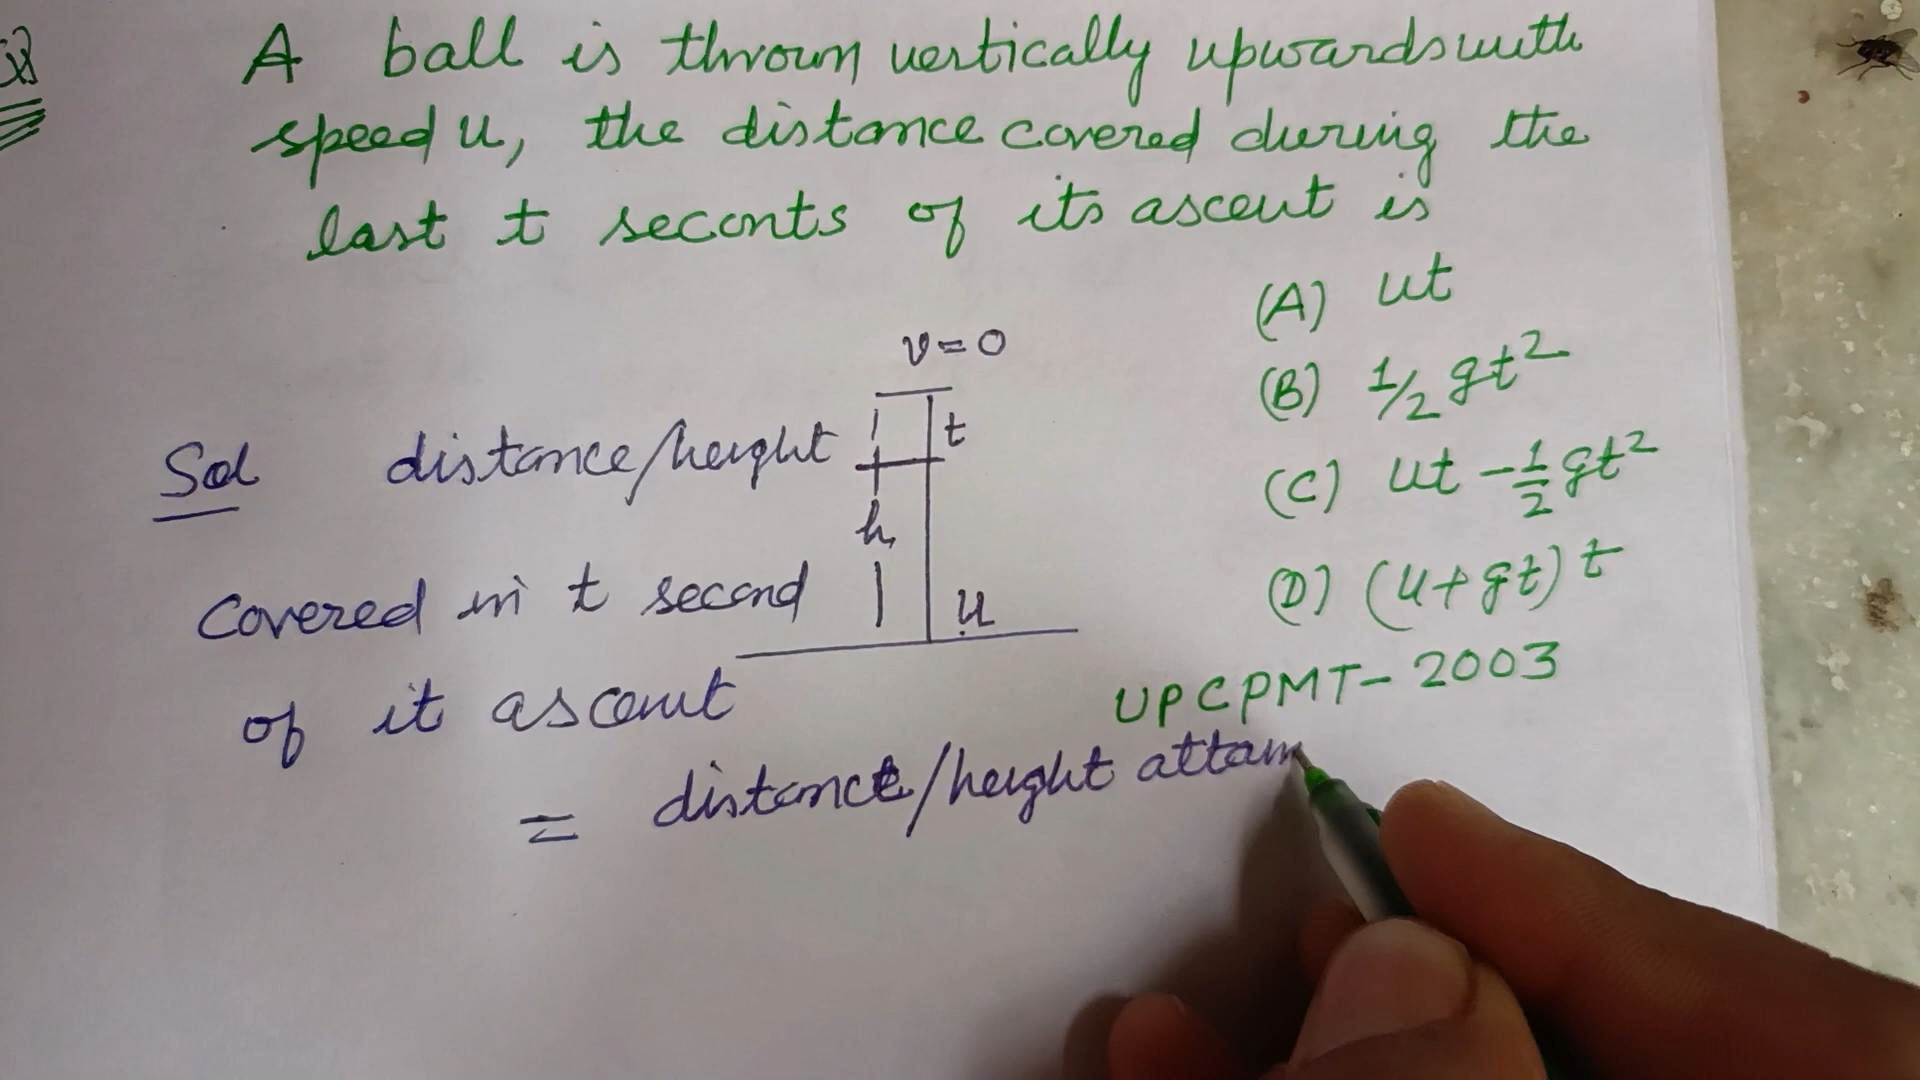 A ball is thrown vertically upwards with
speed u, the distance covered during the
last t seconts of its ascent is
(A) ut
(B) 1/2 gt²
(C) ut - 1/2 gt²
(D) (u+gt) t
UPCPMT-2003
v=0
t
h
u
Sol distance/height
covered in t second
of it ascent
= distance/height attain